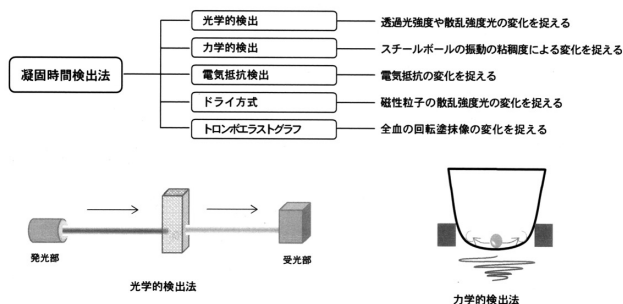 光学的検出
透過光強度や散乱強度光の変化を捉える
力学的検出
スチールボールの振動の粘稠度による変化を捉える
凝固時間検出法
電気抵抗検出
電気抵抗の変化を捉える
ドライ方式
磁性粒子の散乱強度光の変化を捉える
トロンボエラストグラフ
全血の回転塗抹像の変化を捉える
発光部
受光部
光学的検出法
力学的検出法